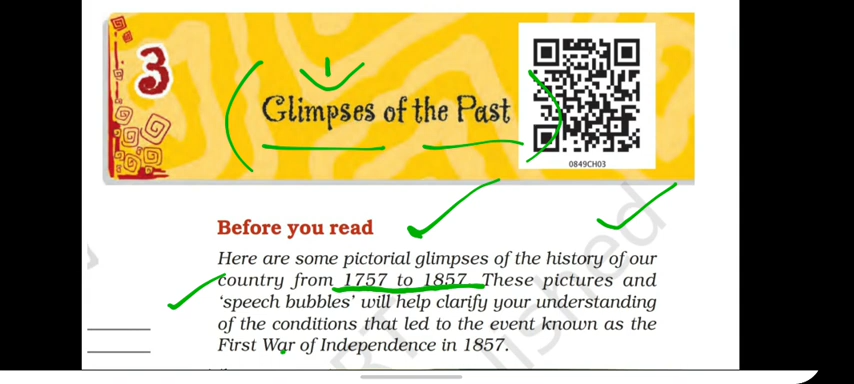 3
Glimpses of the Past
0849CH03
Before you read
Here are some pictorial glimpses of the history of our
country from 1757 to 1857. These pictures and
‘speech bubbles’ will help clarify your understanding
of the conditions that led to the event known as the
First War of Independence in 1857.